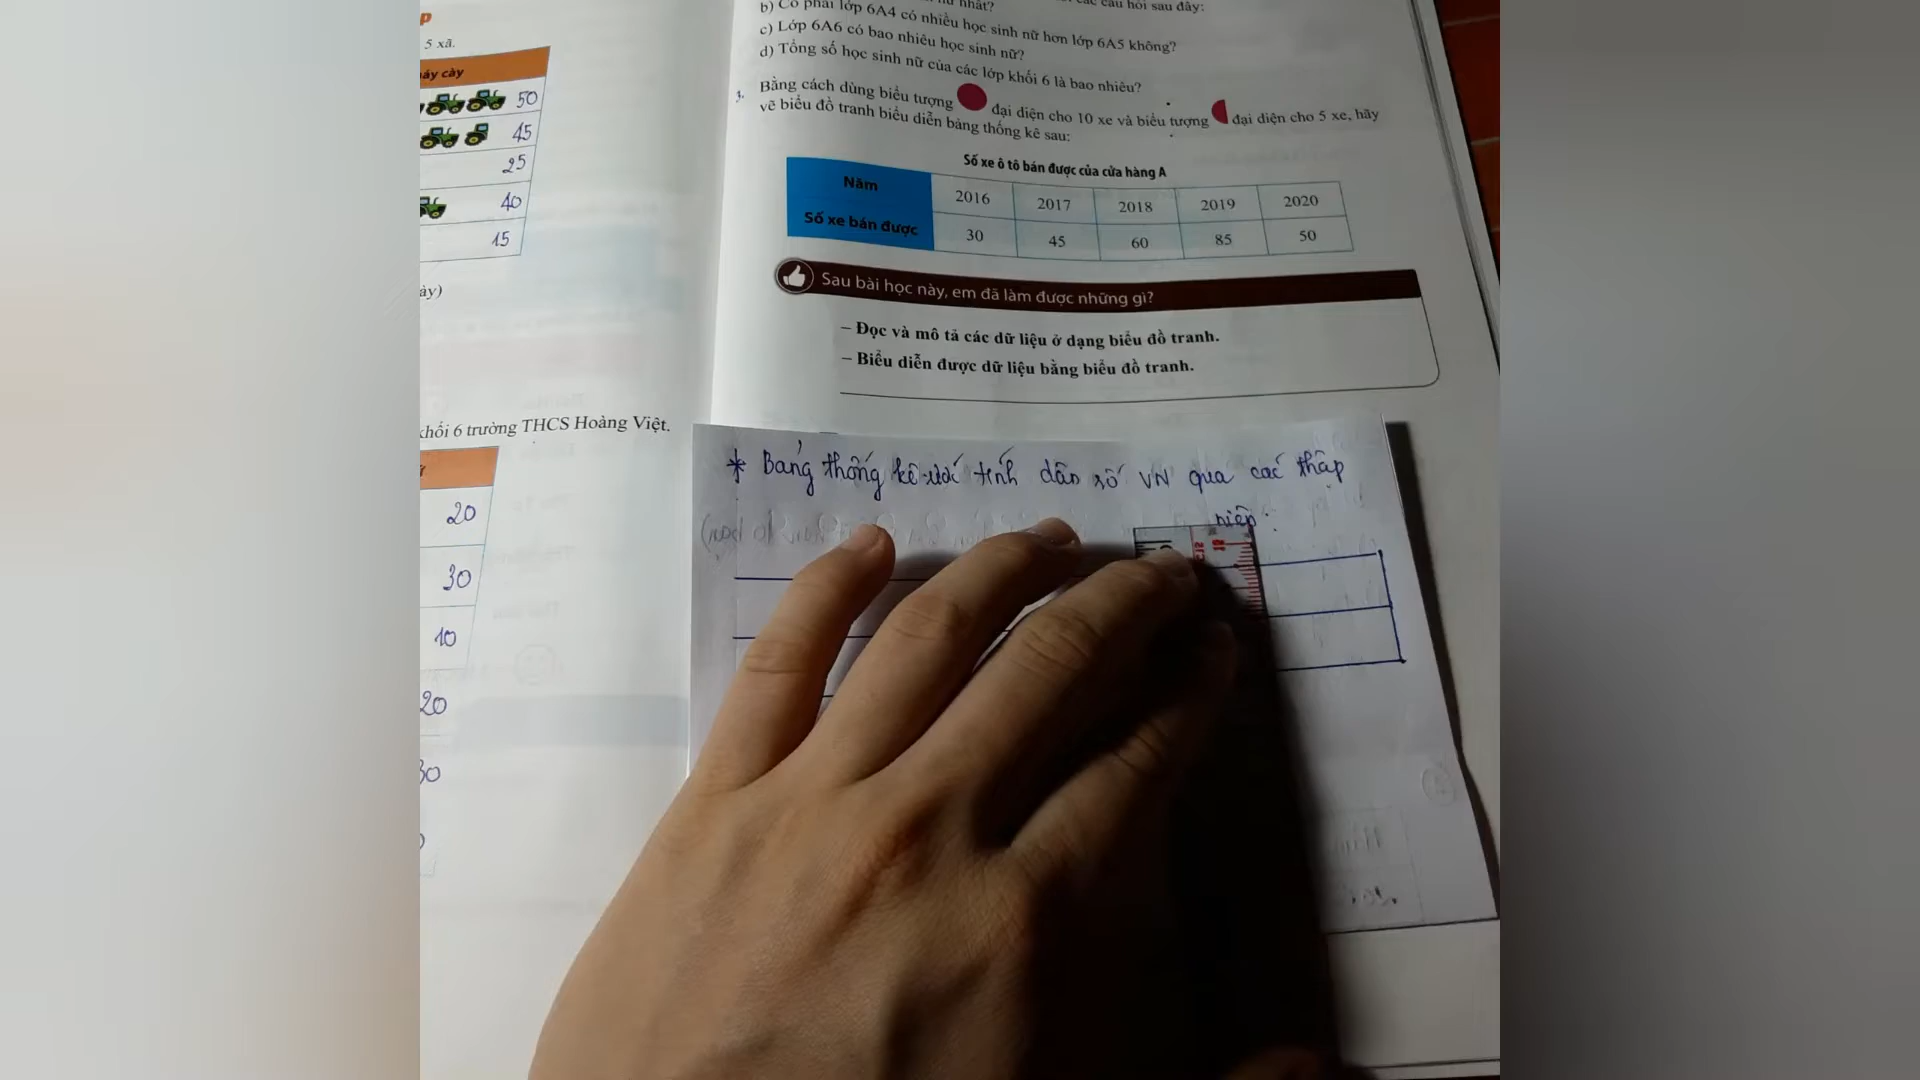 5 xã.
áy cày
50
45
25
40
15
ày)
khối 6 trường THCS Hoàng Việt.
20
30
10
20
30
b) Có phải lớp 6A4 có nhiều học sinh nữ hơn lớp 6A5 không?
c) Lớp 6A6 có bao nhiêu học sinh nữ?
d) Tổng số học sinh nữ của các lớp khối 6 là bao nhiêu?
3. Bằng cách dùng biểu tượng đại diện cho 10 xe và biểu tượng đại diện cho 5 xe, hãy
vẽ biểu đồ tranh biểu diễn bảng thống kê sau:
Số xe ô tô bán được của cửa hàng A
Năm 2016 2017 2018 2019 2020
Số xe bán được 30 45 60 85 50
Sau bài học này, em đã làm được những gì?
– Đọc và mô tả các dữ liệu ở dạng biểu đồ tranh.
– Biểu diễn được dữ liệu bằng biểu đồ tranh.
* Bảng thống kê ước tính dân số VN qua các thập
niên: